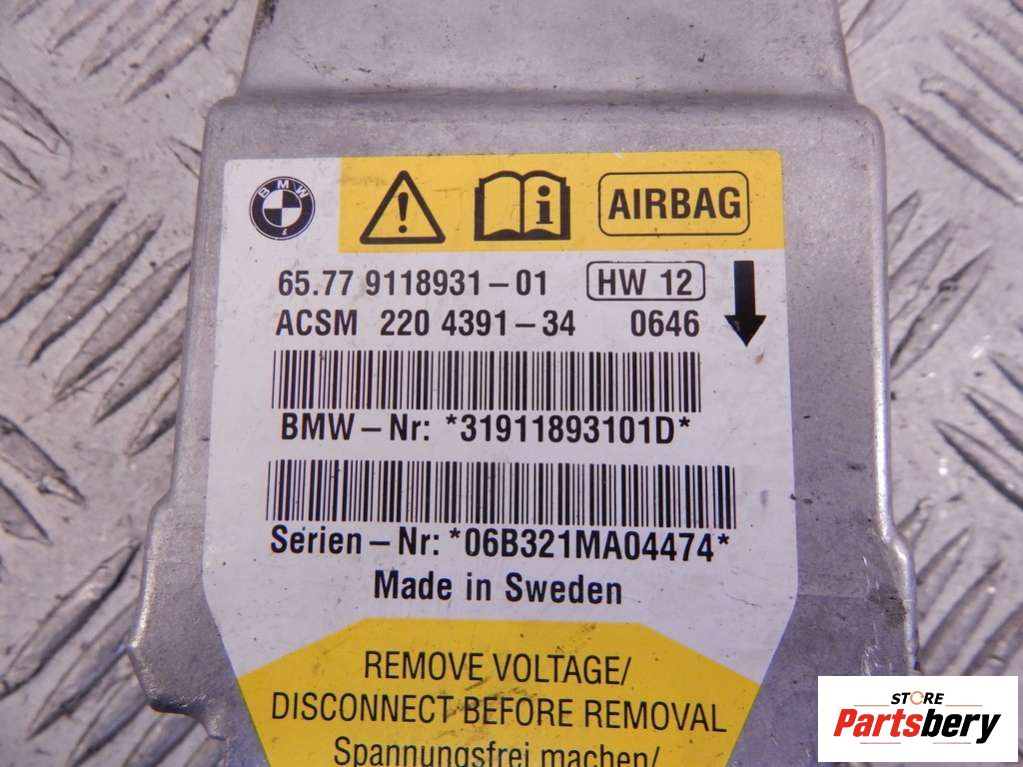 BMW
AIRBAG
65.77 9118931-01 HW 12
ACSM 220 4391-34 0646
BMW-Nr: *31911893101D*
Serien-Nr: *06B321MA04474*
Made in Sweden
REMOVE VOLTAGE/
DISCONNECT BEFORE REMOVAL
Spannungsfrei machen/
STORE
Partsbery